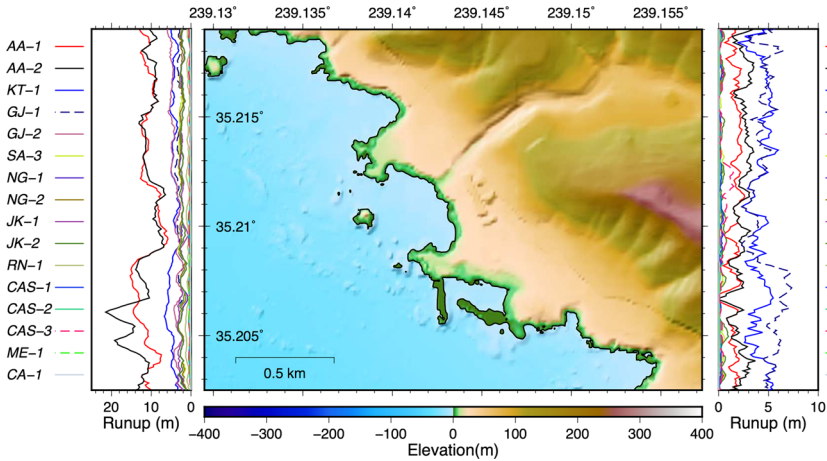 239.13° 239.135° 239.14° 239.145° 239.15° 239.155°
AA−1
AA−2
KT−1
GJ−1
GJ−2
SA−3
NG−1
NG−2
JK−1
JK−2
RN−1
CAS−1
CAS−2
CAS−3
ME−1
CA−1
35.215°
35.21°
35.205°
0.5 km
20 10 0
Runup (m)
0 5 10
Runup (m)
−400 −300 −200 −100 0 100 200 300 400
Elevation(m)